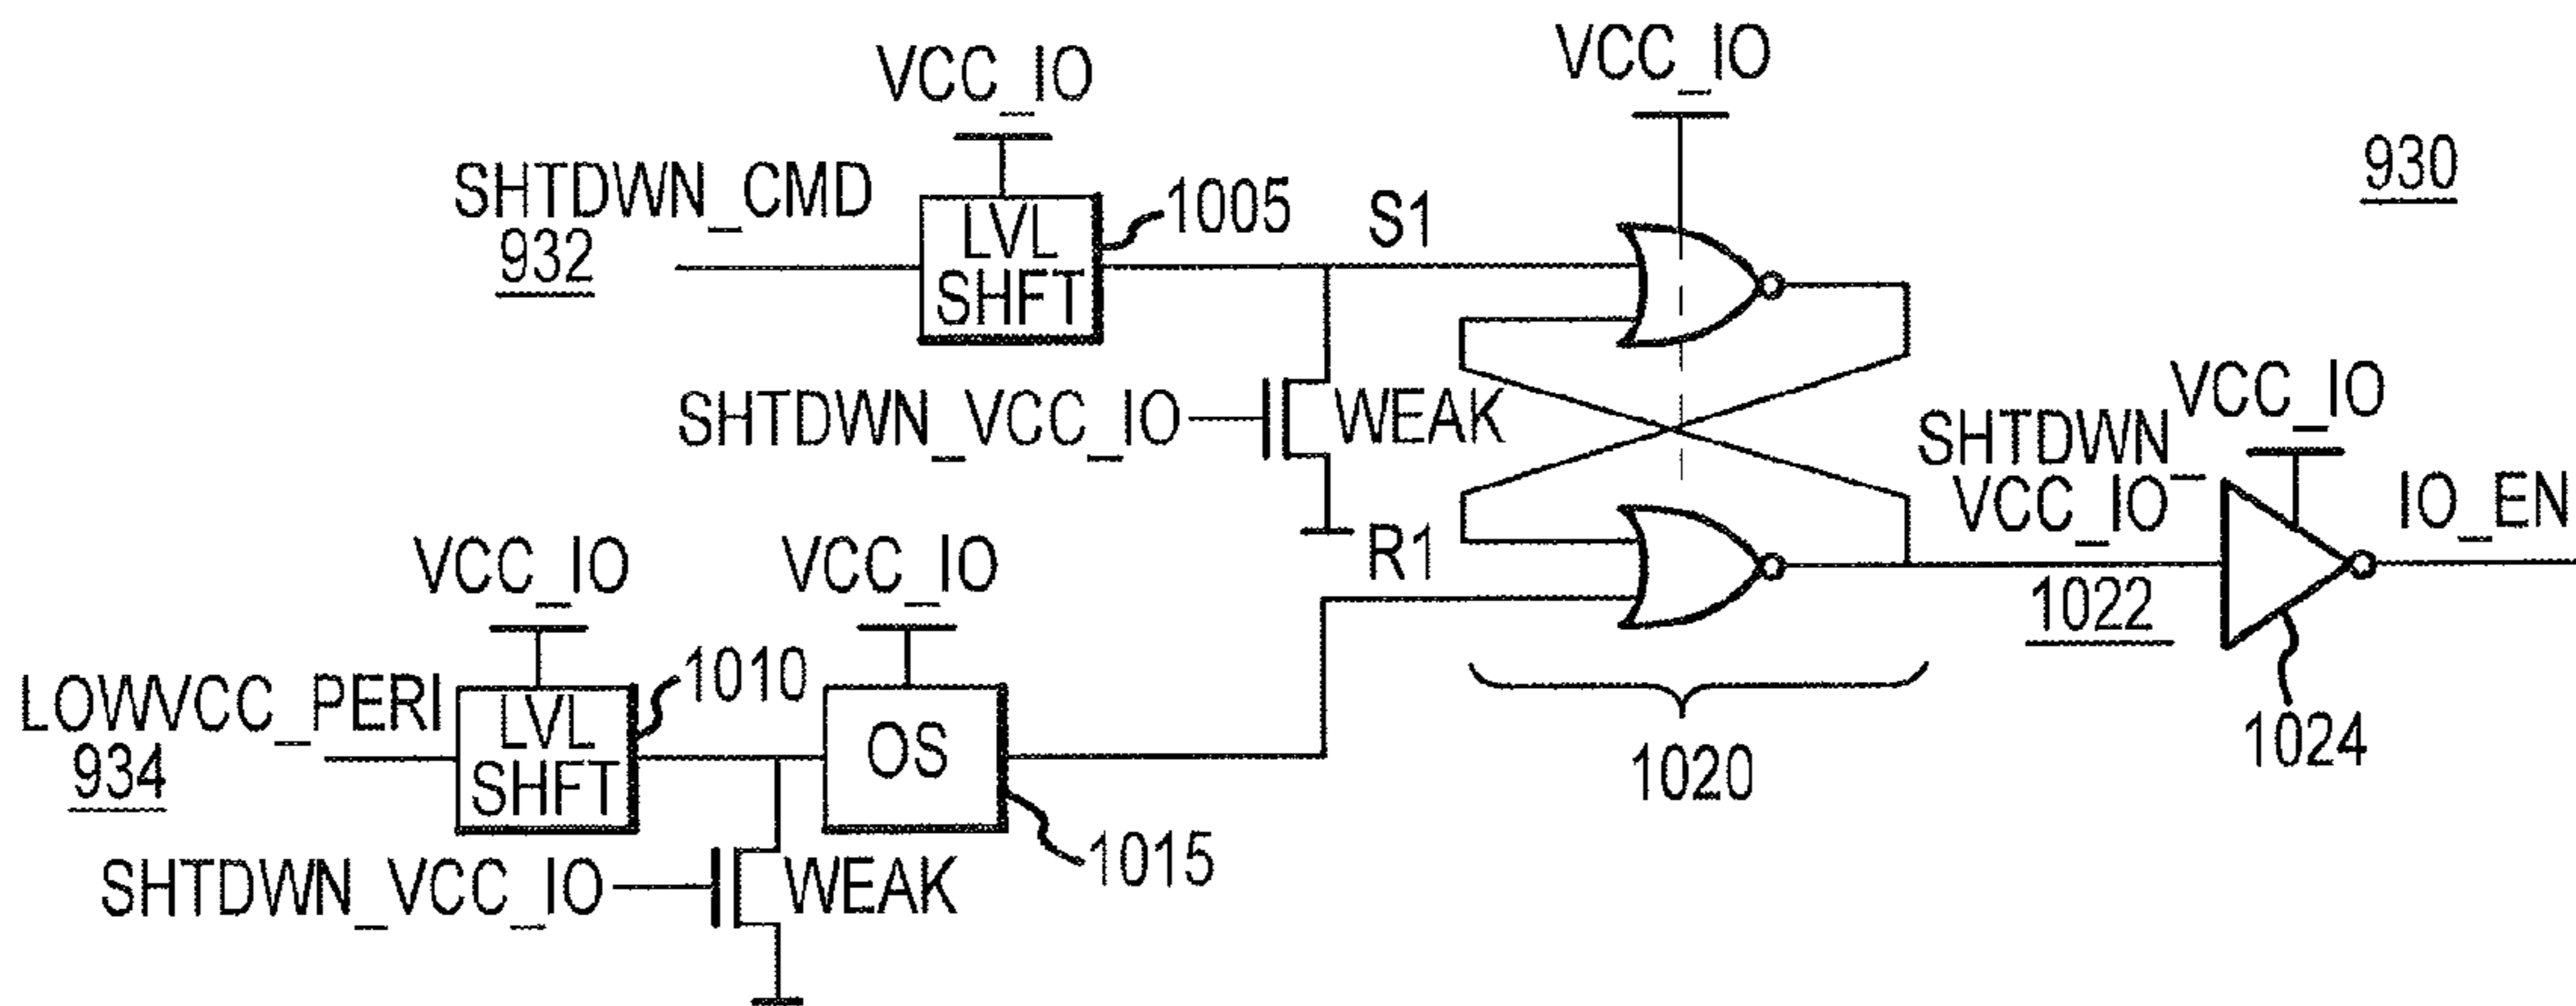 VCC_IO
VCC_IO
930
SHTDWN_CMD
932
LVL
SHFT
1005
S1
SHTDWN_VCC_IO
WEAK
VCC_IO
SHTDWN_
VCC_IO
1022
IO_EN
R1
VCC_IO
VCC_IO
LOWVCC_PERI
934
LVL
SHFT
1010
OS
1015
1020
1024
SHTDWN_VCC_IO
WEAK